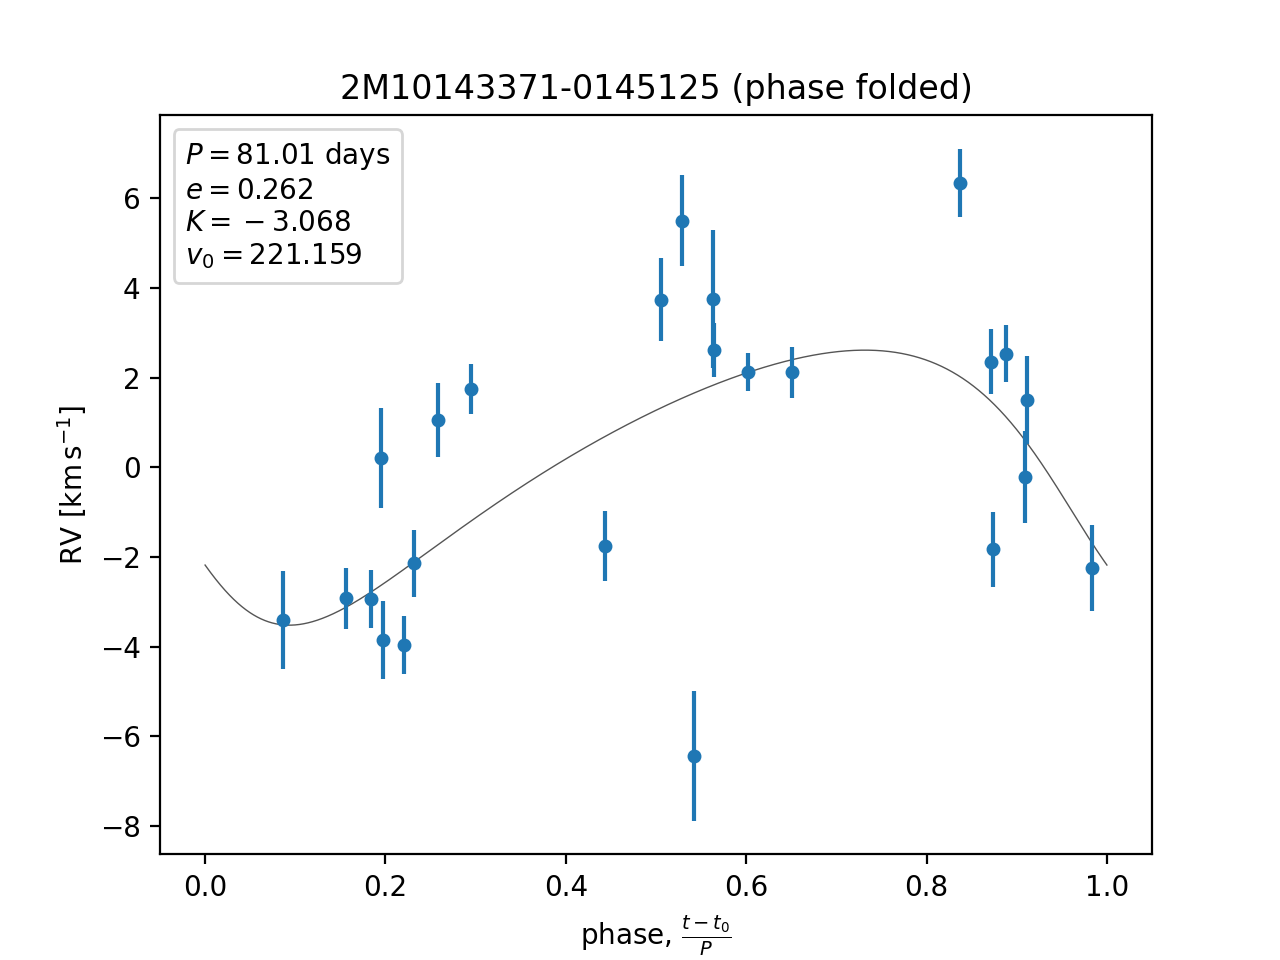 2M10143371-0145125 (phase folded)
P = 81.01 days
e = 0.262
K = −3.068
v₀ = 221.159
RV [km s⁻¹]
6
4
2
0
−2
−4
−6
−8
0.0 0.2 0.4 0.6 0.8 1.0
phase, (t − t₀)/P